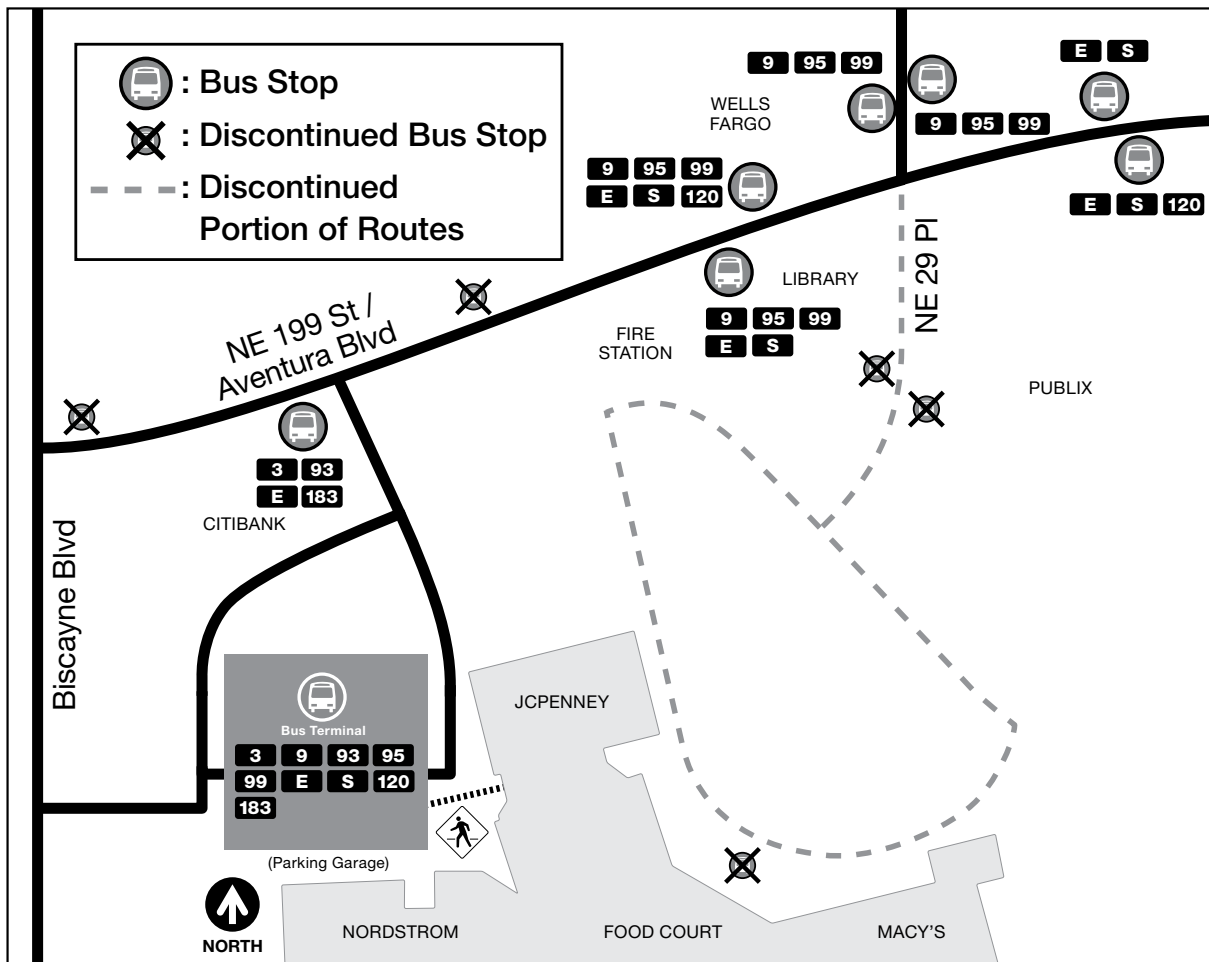 : Bus Stop
: Discontinued Bus Stop
: Discontinued
Portion of Routes
9 95 99
WELLS
FARGO
9 95 99
E S
E S 120
9 95 99
E S 120
LIBRARY
9 95 99
E S
FIRE
STATION
NE 29 Pl
PUBLIX
NE 199 St /
Aventura Blvd
3 93
E 183
CITIBANK
Biscayne Blvd
Bus Terminal
3 9 93 95
99 E S 120
183
(Parking Garage)
JCPENNEY
NORTH
NORDSTROM
FOOD COURT
MACY'S